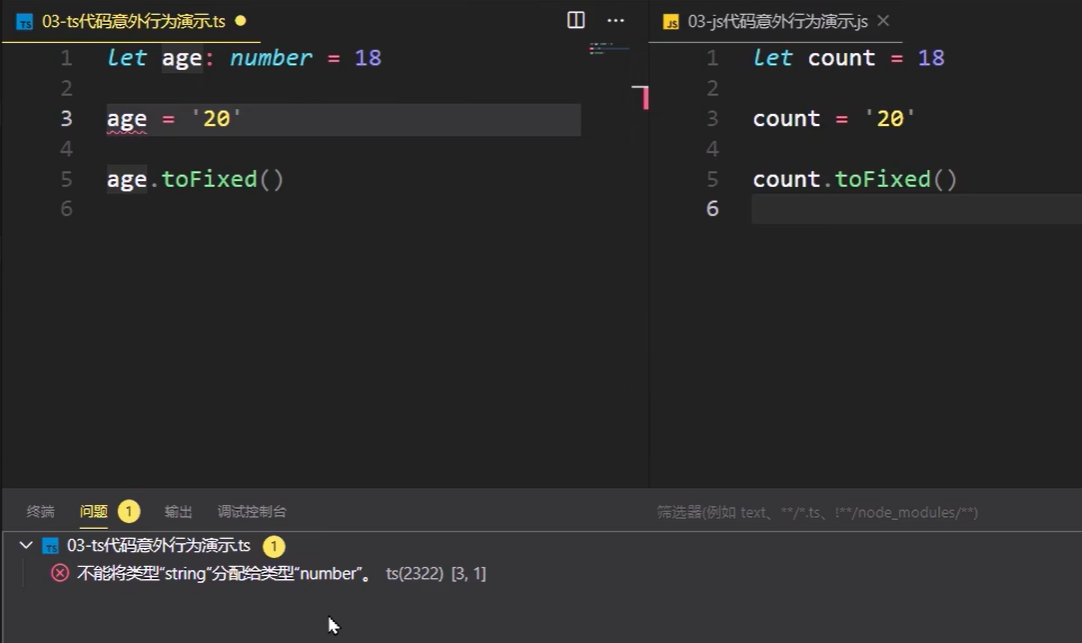 TS 03-ts代码意外行为演示.ts
1 let age: number = 18
2
3 age = '20'
4
5 age.toFixed()
6
JS 03-js代码意外行为演示.js
1 let count = 18
2
3 count = '20'
4
5 count.toFixed()
6
终端 问题 1 输出 调试控制台 筛选器(例如 text、**/*.ts、!**/node_modules/**)
TS 03-ts代码意外行为演示.ts 1
不能将类型“string”分配给类型“number”。 ts(2322) [3, 1]